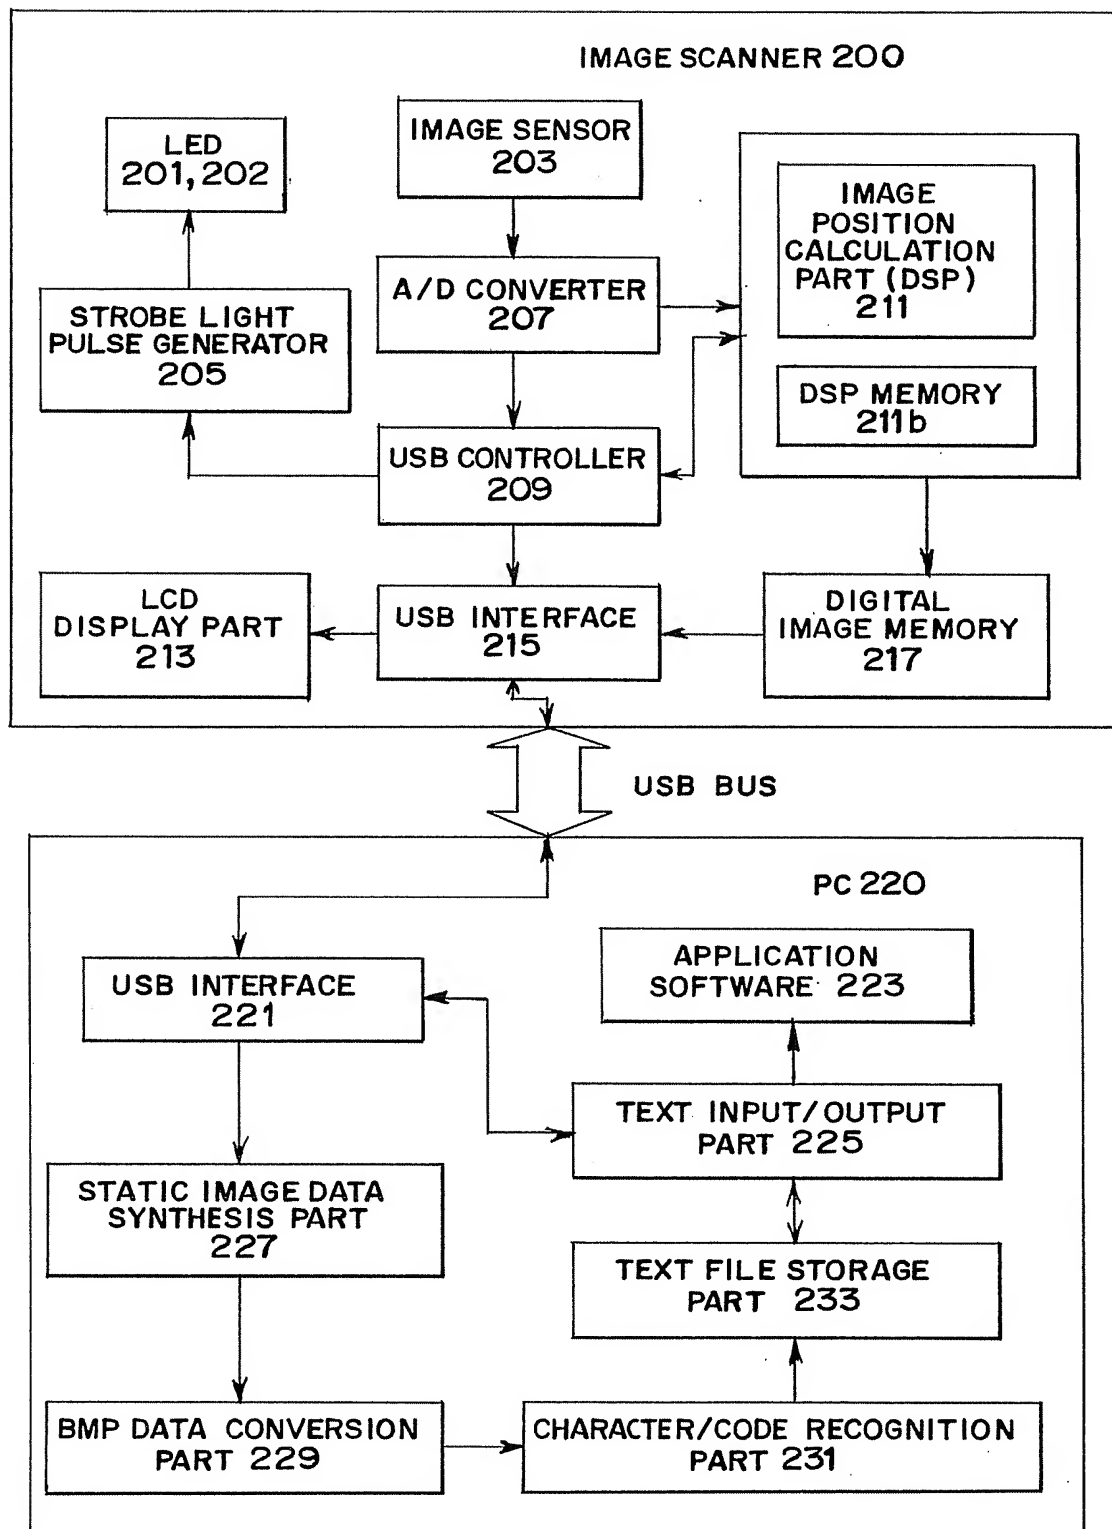 IMAGE SCANNER 200
LED
201, 202
IMAGE SENSOR
203
IMAGE
POSITION
CALCULATION
PART (DSP)
211
A/D CONVERTER
207
STROBE LIGHT
PULSE GENERATOR
205
DSP MEMORY
211b
USB CONTROLLER
209
LCD
DISPLAY PART
213
USB INTERFACE
215
DIGITAL
IMAGE MEMORY
217
USB BUS
PC 220
USB INTERFACE
221
APPLICATION
SOFTWARE 223
TEXT INPUT/OUTPUT
PART 225
STATIC IMAGE DATA
SYNTHESIS PART
227
TEXT FILE STORAGE
PART 233
BMP DATA CONVERSION
PART 229
CHARACTER/CODE RECOGNITION
PART 231